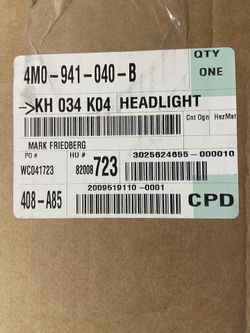 4M0-941-040-B
QTY
ONE
KH 034 K04 HEADLIGHT
Cnt Ogn
HazMat
MARK FRIEDBERG
PO #
HU #
3025624655-000010
WC041723
82008 723
2009519110-0001
408-A85
CPD